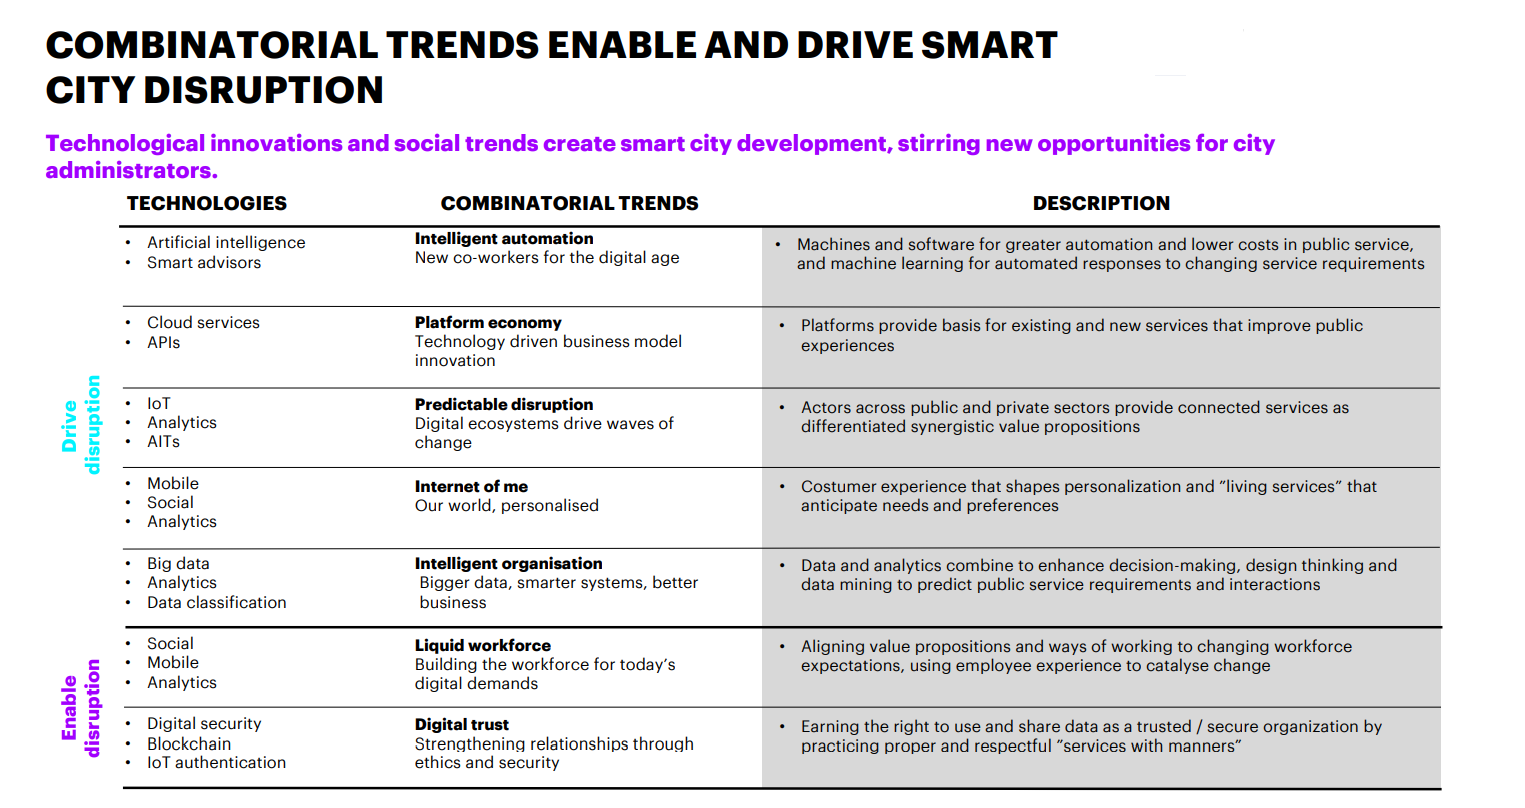 COMBINATORIAL TRENDS ENABLE AND DRIVE SMART
CITY DISRUPTION
Technological innovations and social trends create smart city development, stirring new opportunities for city
administrators.
TECHNOLOGIES COMBINATORIAL TRENDS DESCRIPTION
Drive
disruption
• Artificial intelligence
• Smart advisors
Intelligent automation
New co-workers for the digital age
• Machines and software for greater automation and lower costs in public service,
and machine learning for automated responses to changing service requirements
• Cloud services
• APIs
Platform economy
Technology driven business model
innovation
• Platforms provide basis for existing and new services that improve public
experiences
• IoT
• Analytics
• AITs
Predictable disruption
Digital ecosystems drive waves of
change
• Actors across public and private sectors provide connected services as
differentiated synergistic value propositions
• Mobile
• Social
• Analytics
Internet of me
Our world, personalised
• Costumer experience that shapes personalization and "living services" that
anticipate needs and preferences
• Big data
• Analytics
• Data classification
Intelligent organisation
Bigger data, smarter systems, better
business
• Data and analytics combine to enhance decision-making, design thinking and
data mining to predict public service requirements and interactions
Enable
disruption
• Social
• Mobile
• Analytics
Liquid workforce
Building the workforce for today's
digital demands
• Aligning value propositions and ways of working to changing workforce
expectations, using employee experience to catalyse change
• Digital security
• Blockchain
• IoT authentication
Digital trust
Strengthening relationships through
ethics and security
• Earning the right to use and share data as a trusted / secure organization by
practicing proper and respectful "services with manners"